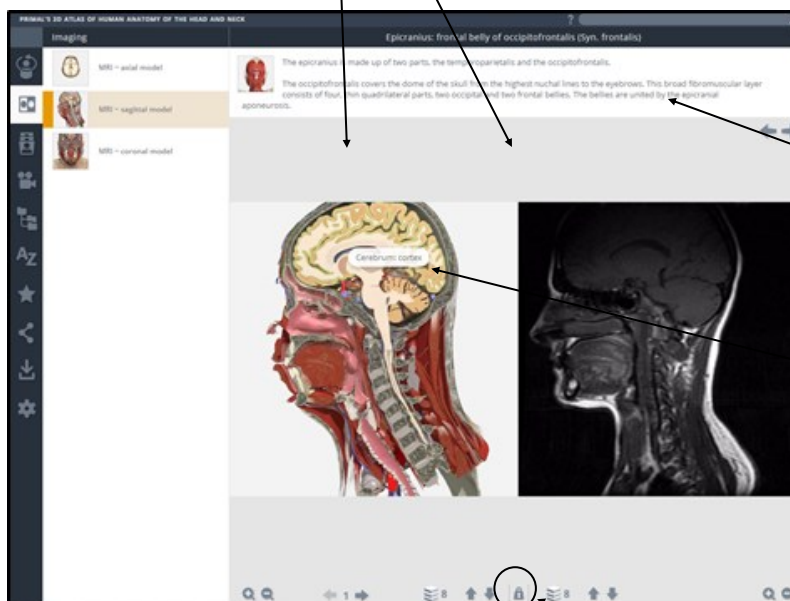 PRIMAL'S 3D ATLAS OF HUMAN ANATOMY OF THE HEAD AND NECK
?
Imaging
Epicranius: frontal belly of occipitofrontalis (Syn. frontalis)
MRI – axial model
MRI – sagittal model
MRI – coronal model
The epicranius is made up of two parts, the temporoparietalis and the occipitofrontalis.
The occipitofrontalis covers the dome of the skull from the highest nuchal lines to the eyebrows. This broad fibromuscular layer
consists of four, thin quadrilateral parts, two occipital and two frontal bellies. The bellies are united by the epicranial
aponeurosis.
AZ
Cerebrum: cortex
1
8
8